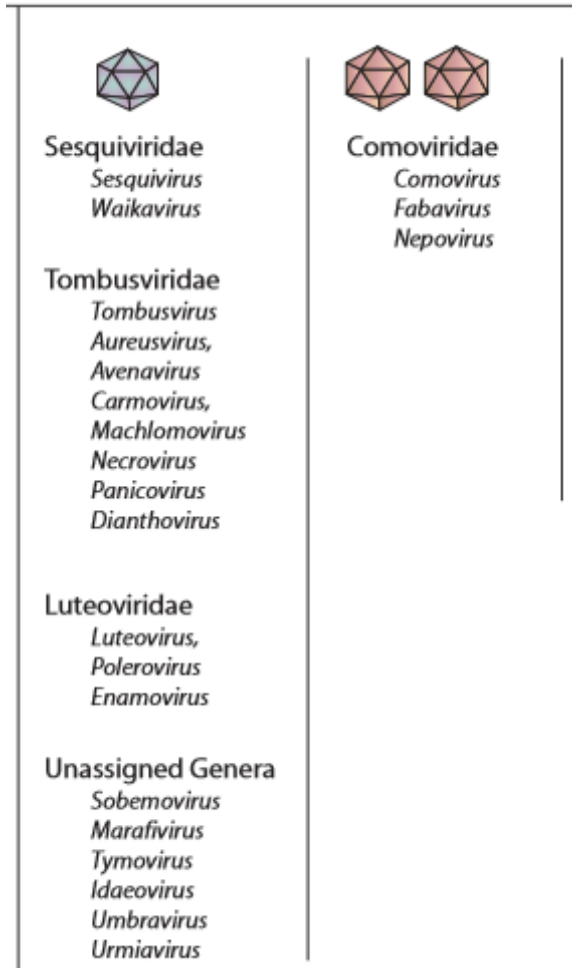 Sesquiviridae
Sesquivirus
Waikavirus
Tombusviridae
Tombusvirus
Aureusvirus,
Avenavirus
Carmovirus,
Machlomovirus
Necrovirus
Panicovirus
Dianthovirus
Luteoviridae
Luteovirus,
Polerovirus
Enamovirus
Unassigned Genera
Sobemovirus
Marafivirus
Tymovirus
Idaeovirus
Umbravirus
Urmiavirus
Comoviridae
Comovirus
Fabavirus
Nepovirus